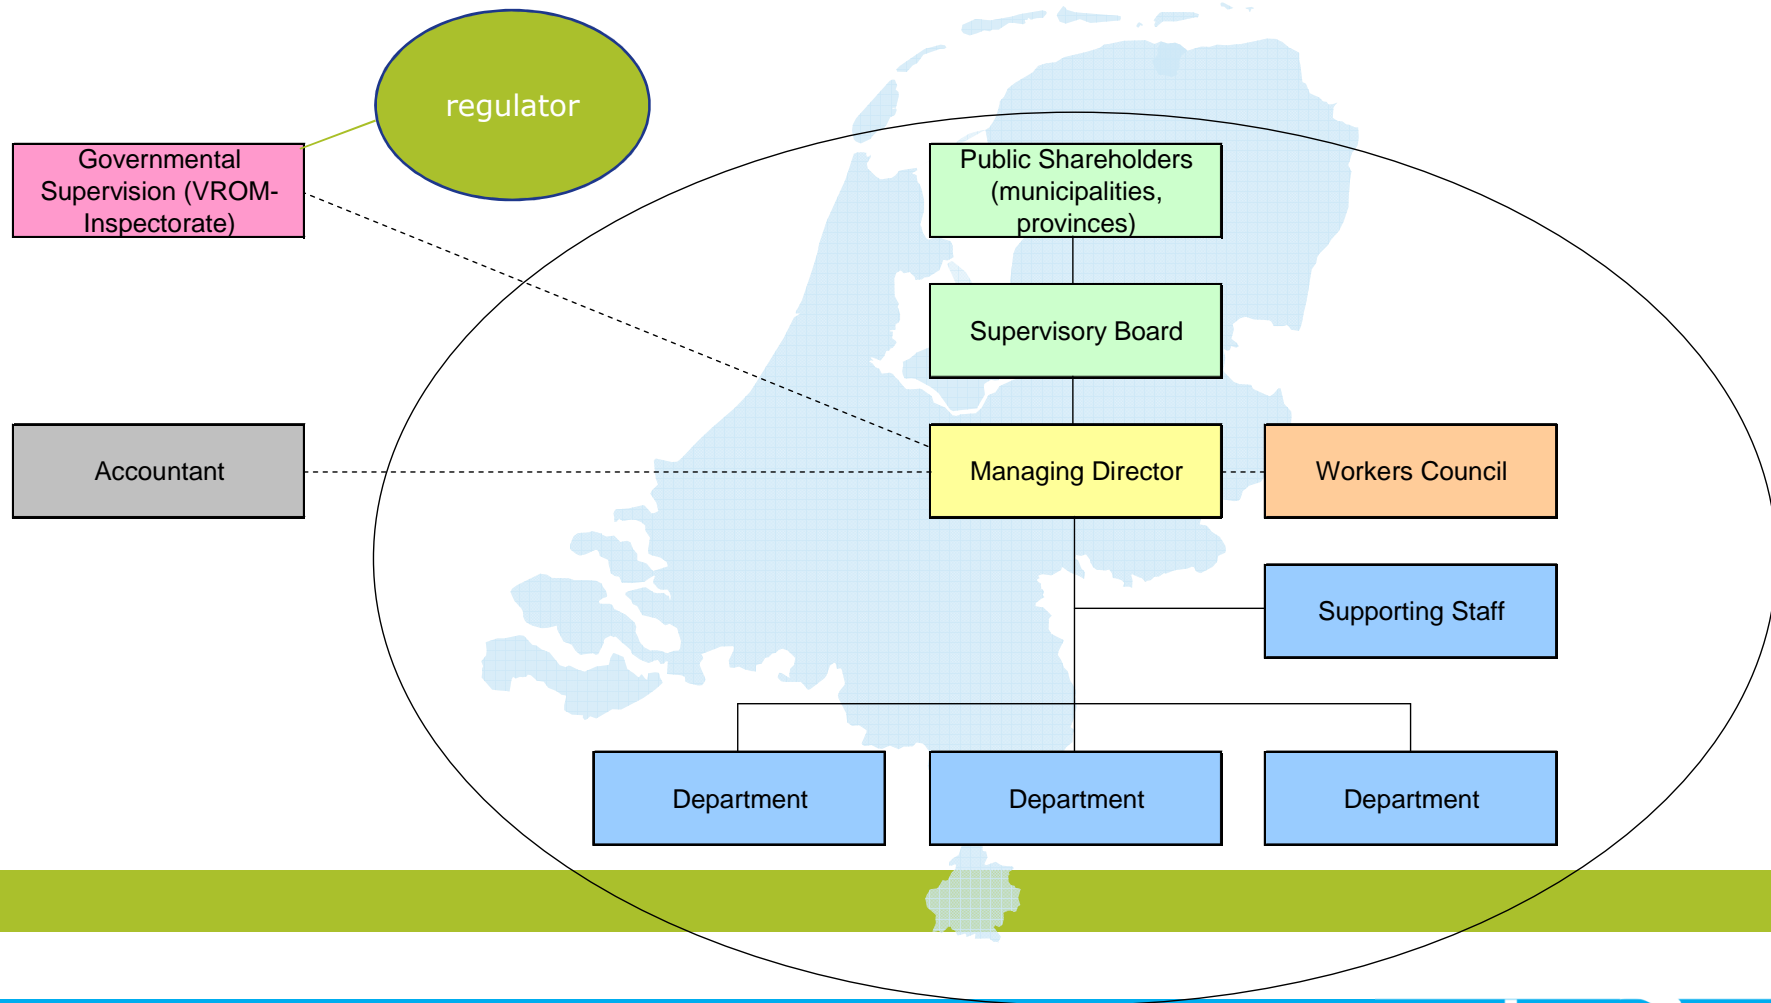 regulator
Governmental
Supervision (VROM-
Inspectorate)
Public Shareholders
(municipalities,
provinces)
Supervisory Board
Accountant
Managing Director
Workers Council
Supporting Staff
Department
Department
Department